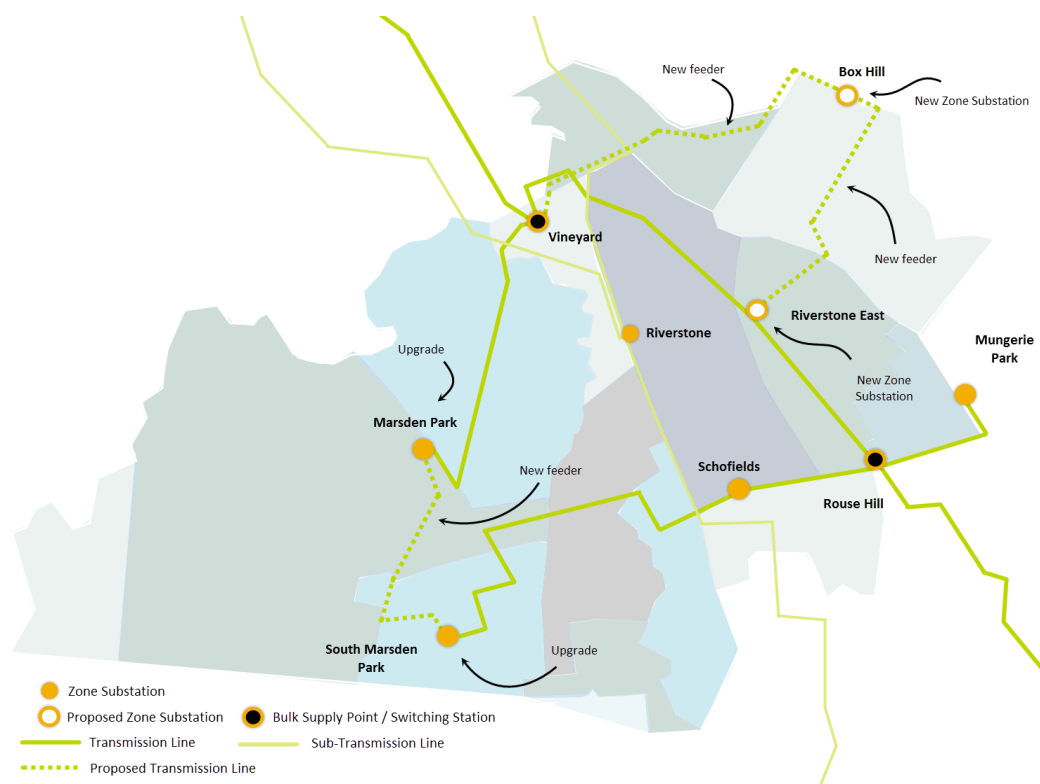 Box Hill
New feeder
New Zone Substation
Vineyard
New feeder
Riverstone East
Riverstone
Mungerie
Park
Upgrade
New Zone
Substation
Marsden Park
New feeder
Schofields
Rouse Hill
South Marsden
Park
Upgrade
Zone Substation
Proposed Zone Substation
Bulk Supply Point / Switching Station
Transmission Line
Sub-Transmission Line
Proposed Transmission Line